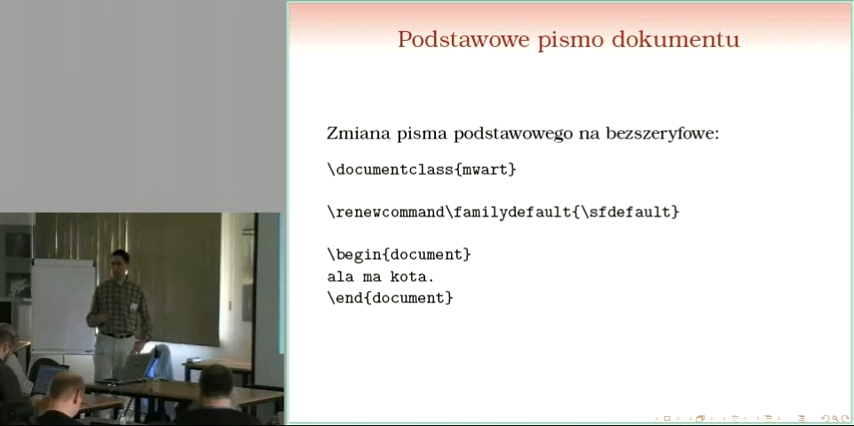 Podstawowe pismo dokumentu
Zmiana pisma podstawowego na bezszeryfowe:
\documentclass{mwart}
\renewcommand\familydefault{\sfdefault}
\begin{document}
ala ma kota.
\end{document}